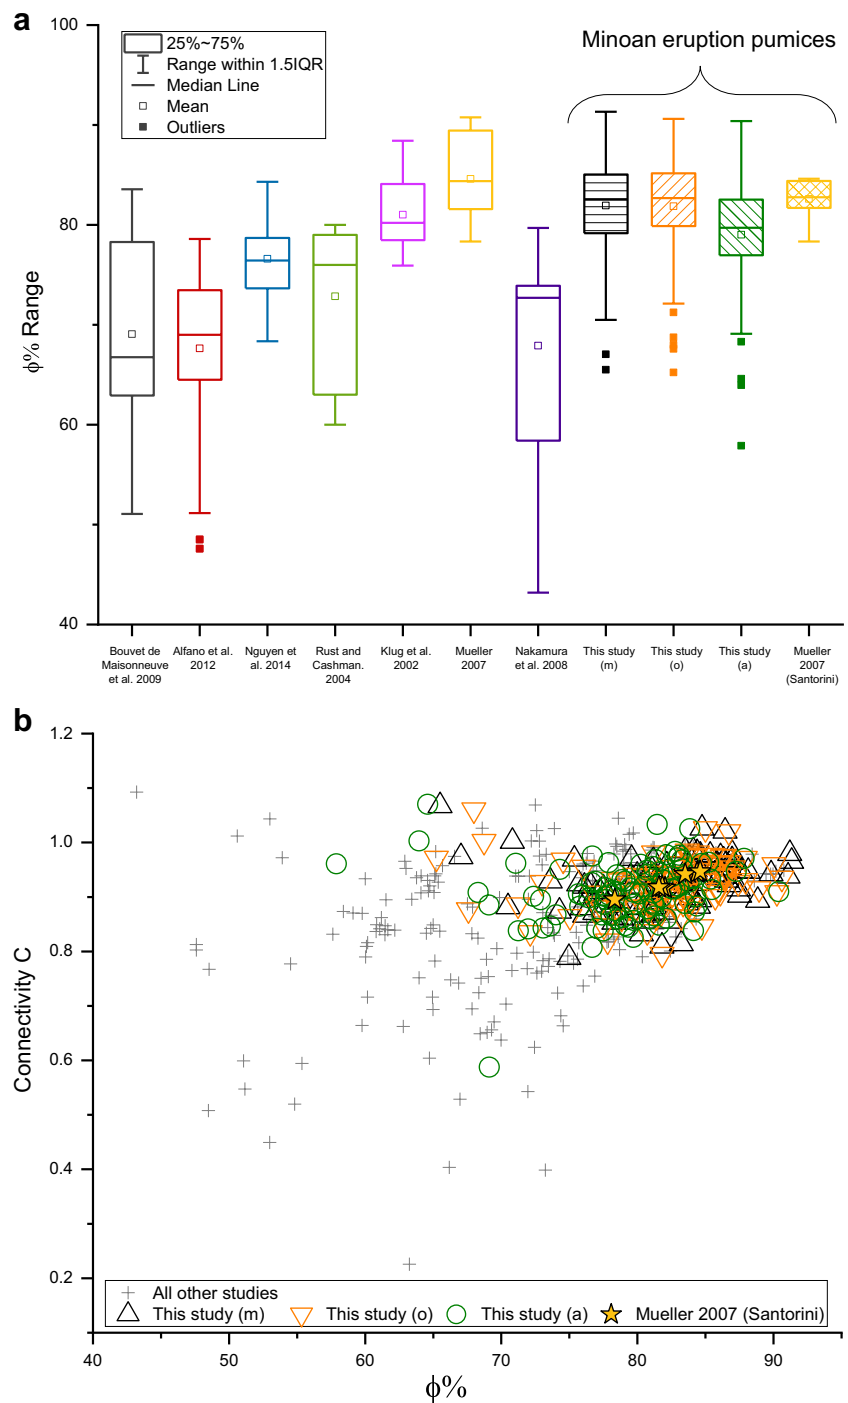 a
100
80
60
40
ϕ% Range
25%~75%
Range within 1.5IQR
Median Line
Mean
Outliers
Minoan eruption pumices
Bouvet de
Maisonneuve
et al. 2009
Alfano et al.
2012
Nguyen et
al. 2014
Rust and
Cashman.
2004
Klug et al.
2002
Mueller
2007
Nakamura
et al. 2008
This study
(m)
This study
(o)
This study
(a)
Mueller
2007
(Santorini)
b
1.2
1.0
0.8
0.6
0.4
0.2
Connectivity C
All other studies
This study (m)
This study (o)
This study (a)
Mueller 2007 (Santorini)
40
50
60
70
80
90
ϕ%